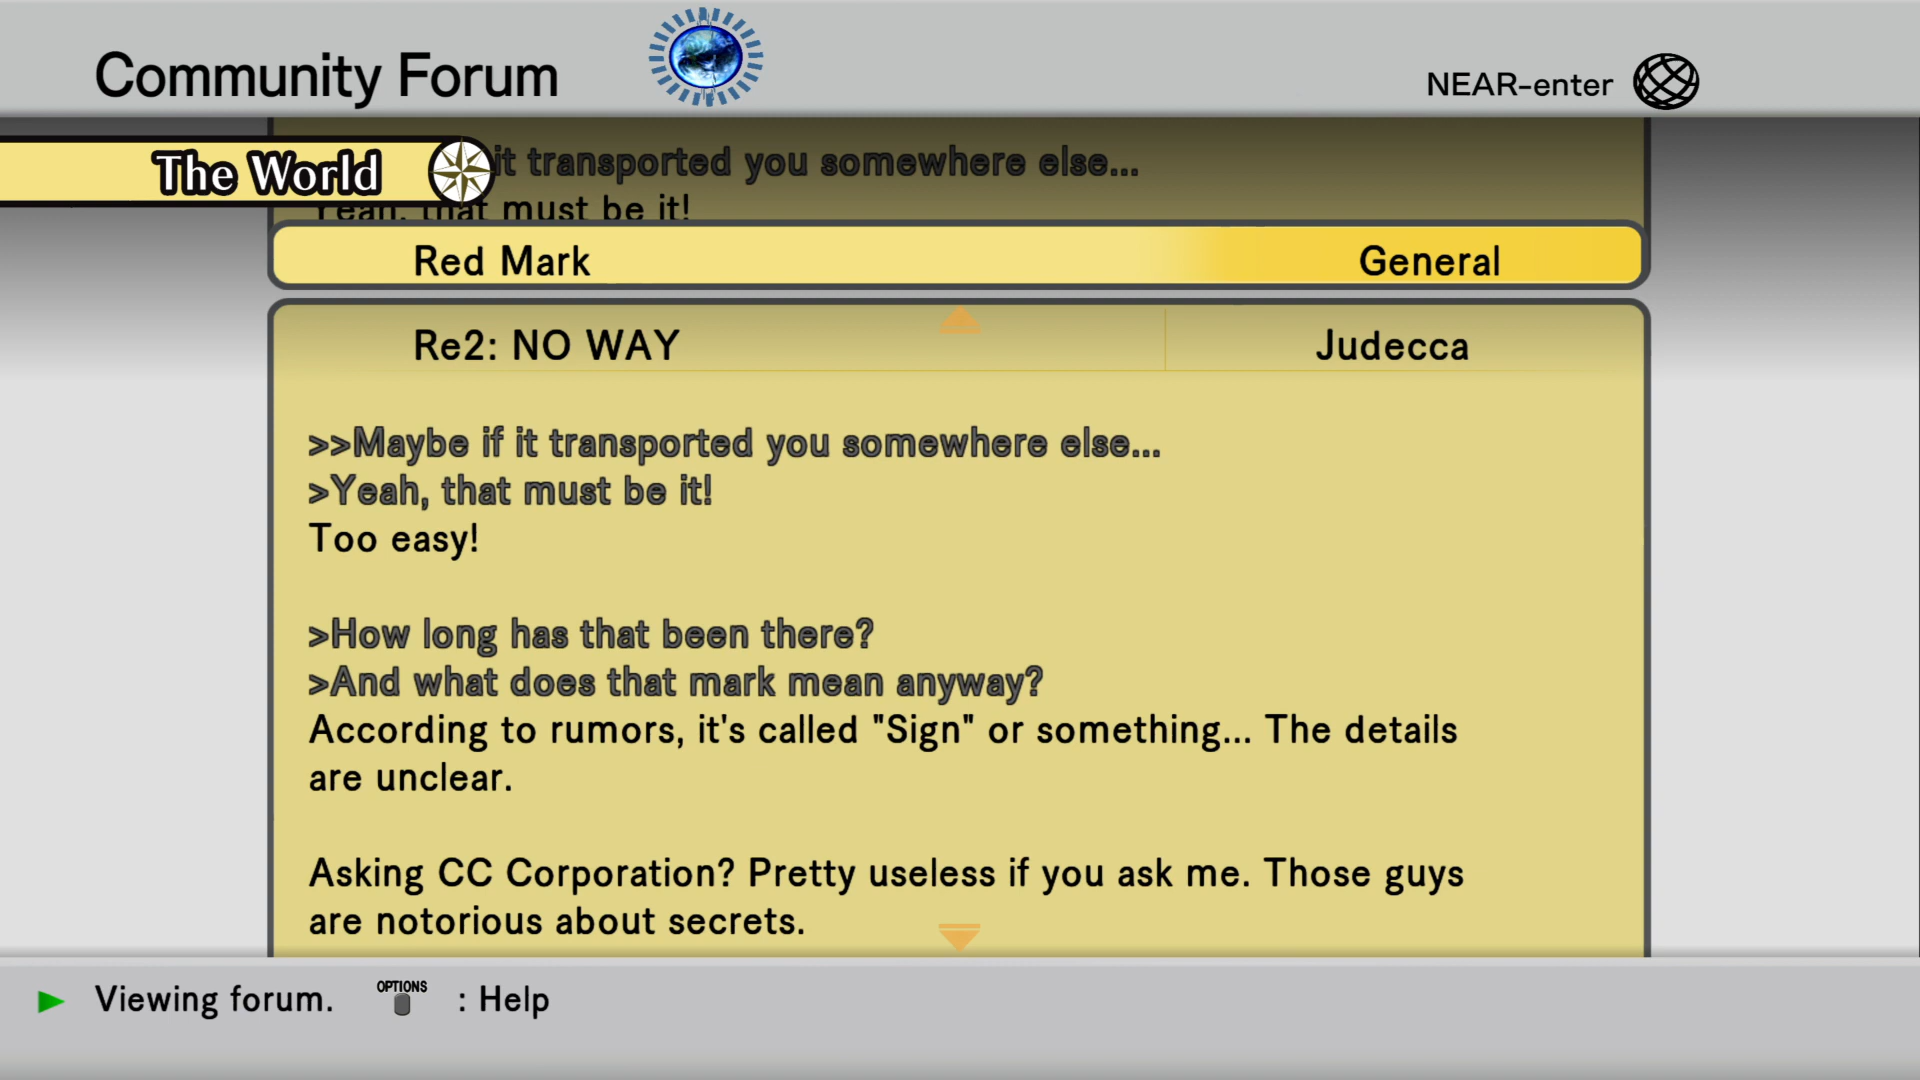 Community Forum
NEAR-enter
The World
it transported you somewhere else...
Yeah, that must be it!
Red Mark
General
Re2: NO WAY
Judecca
>>Maybe if it transported you somewhere else...
>Yeah, that must be it!
Too easy!
>How long has that been there?
>And what does that mark mean anyway?
According to rumors, it's called "Sign" or something... The details
are unclear.
Asking CC Corporation? Pretty useless if you ask me. Those guys
are notorious about secrets.
Viewing forum.
OPTIONS
: Help